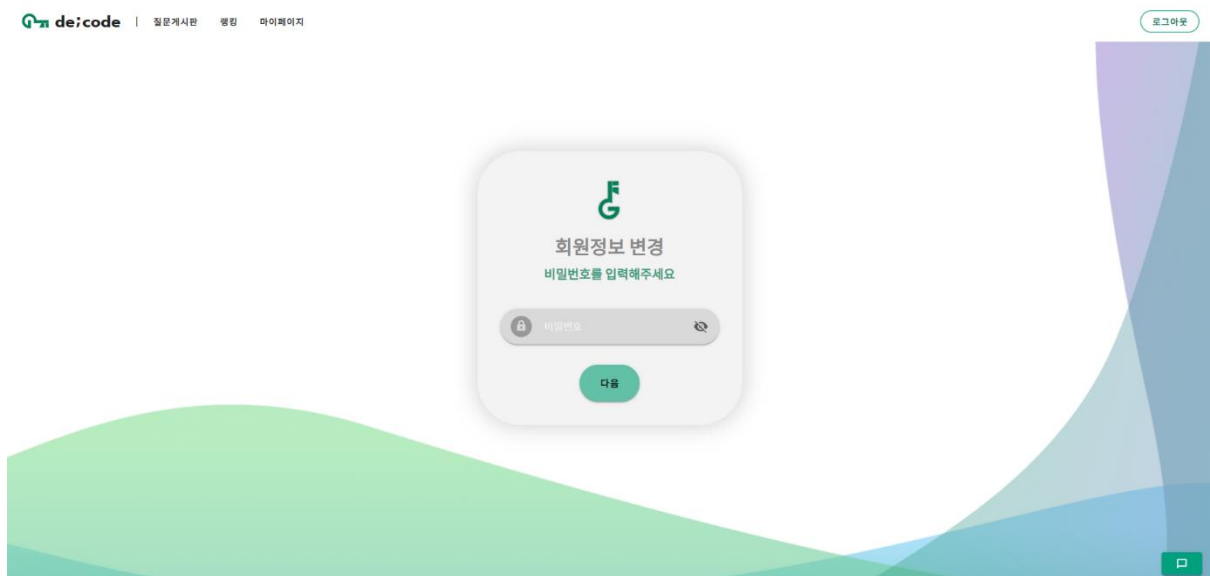 de;code | 질문게시판 랭킹 마이페이지 로그아웃
회원정보 변경
비밀번호를 입력해주세요
비밀번호
다음